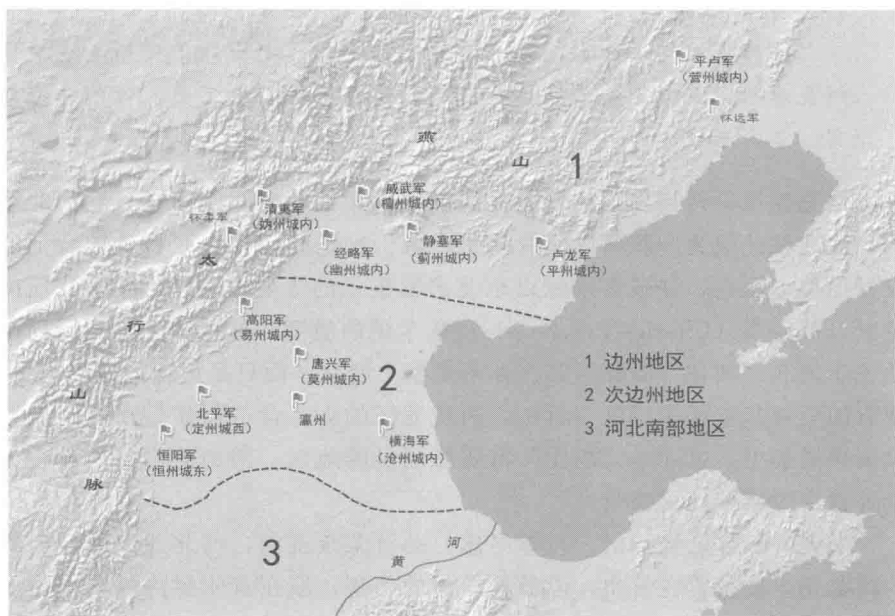 平卢军
（营州城内）
怀远军
燕
山
1
威武军
（檀州城内）
清夷军
（妫州城内）
怀柔军
静塞军
（蓟州城内）
经略军
（幽州城内）
卢龙军
（平州城内）
太
行
山
脉
高阳军
（易州城内）
唐兴军
（莫州城内）
2
1 边州地区
2 次边州地区
3 河北南部地区
北平军
（定州城西）
瀛州
横海军
（沧州城内）
恒阳军
（恒州城东）
3
黄
河